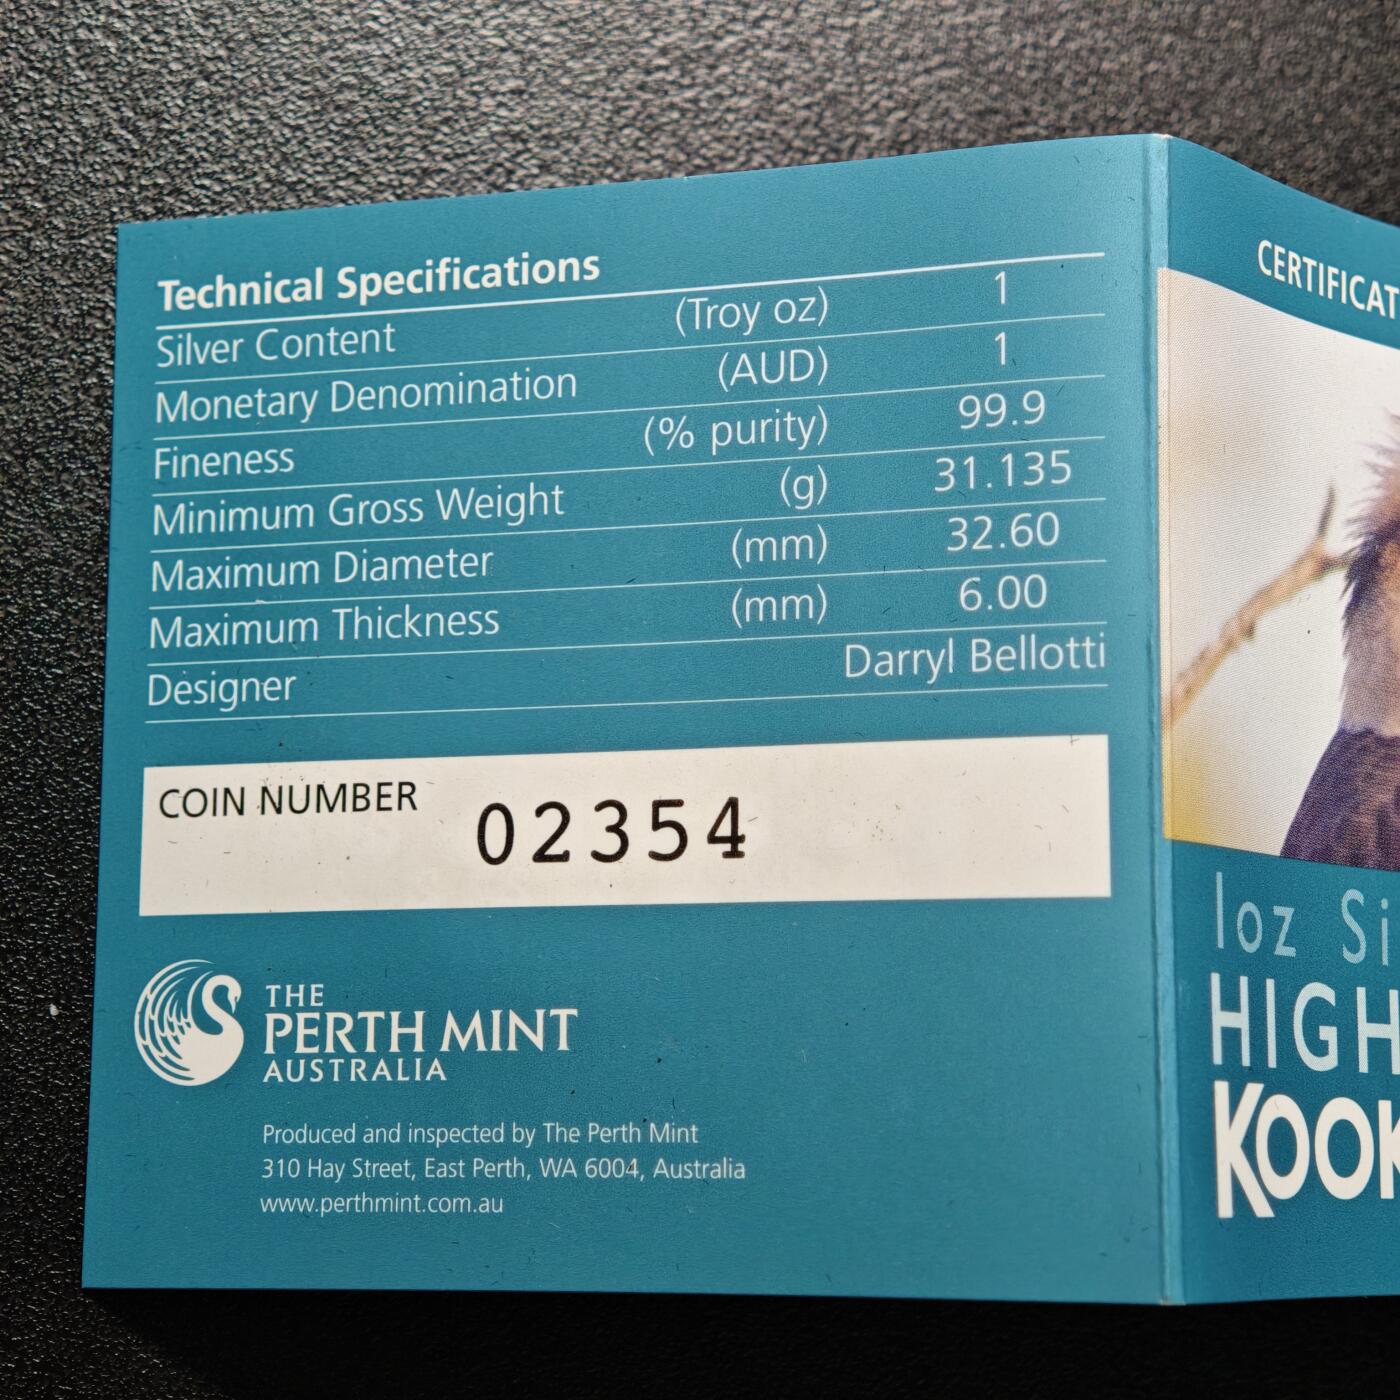 Technical Specifications
Silver Content (Troy oz) 1
Monetary Denomination (AUD) 1
Fineness (% purity) 99.9
Minimum Gross Weight (g) 31.135
Maximum Diameter (mm) 32.60
Maximum Thickness (mm) 6.00
Designer Darryl Bellotti
COIN NUMBER 02354
THE
PERTH MINT
AUSTRALIA
Produced and inspected by The Perth Mint
310 Hay Street, East Perth, WA 6004, Australia
www.perthmint.com.au
CERTIFICAT
1oz Si
HIGH
KOOK